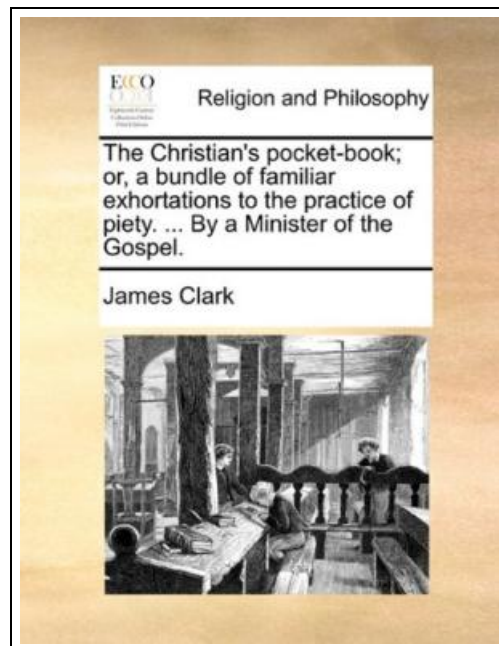 ECCO
Religion and Philosophy
The Christian's pocket-book;
or, a bundle of familiar
exhortations to the practice of
piety. ... By a Minister of the
Gospel.
James Clark